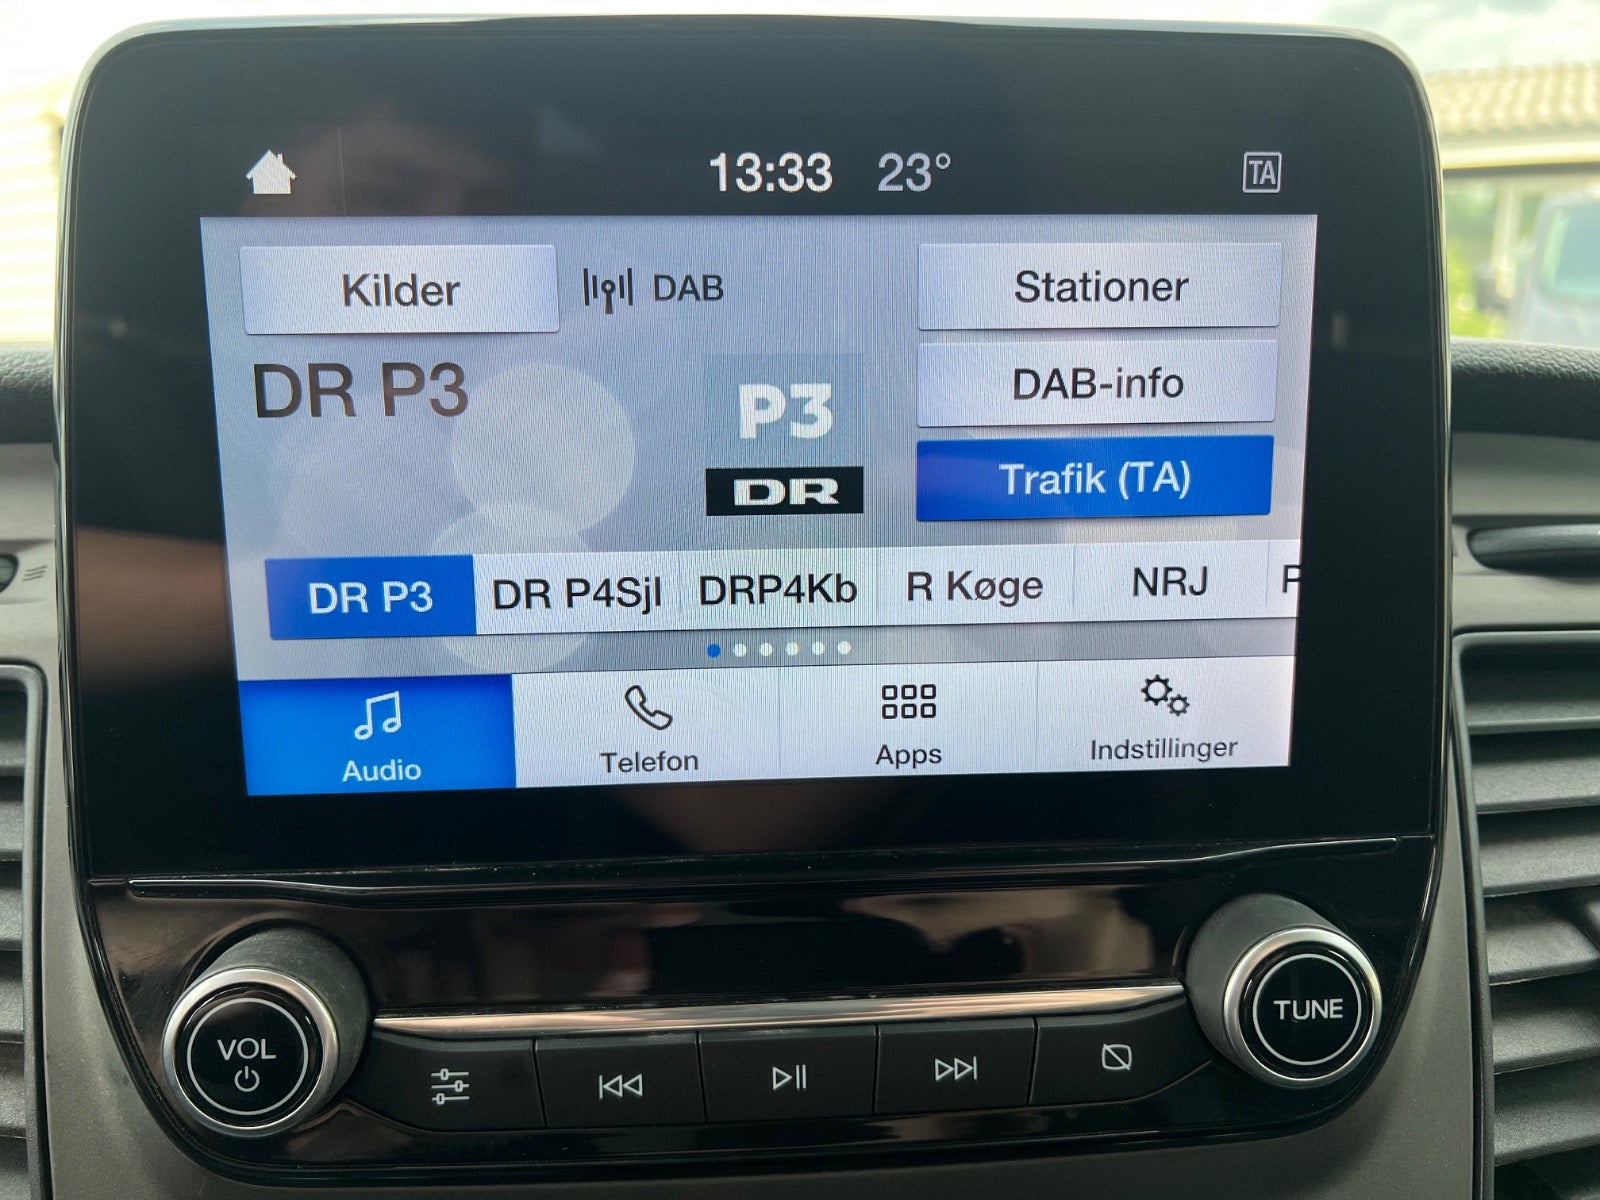 13:33 23° TA
Kilder DAB Stationer
DR P3 P3 DAB-info
DR Trafik (TA)
DR P3 DR P4Sjl DRP4Kb R Køge NRJ
Audio Telefon Apps Indstillinger
VOL TUNE